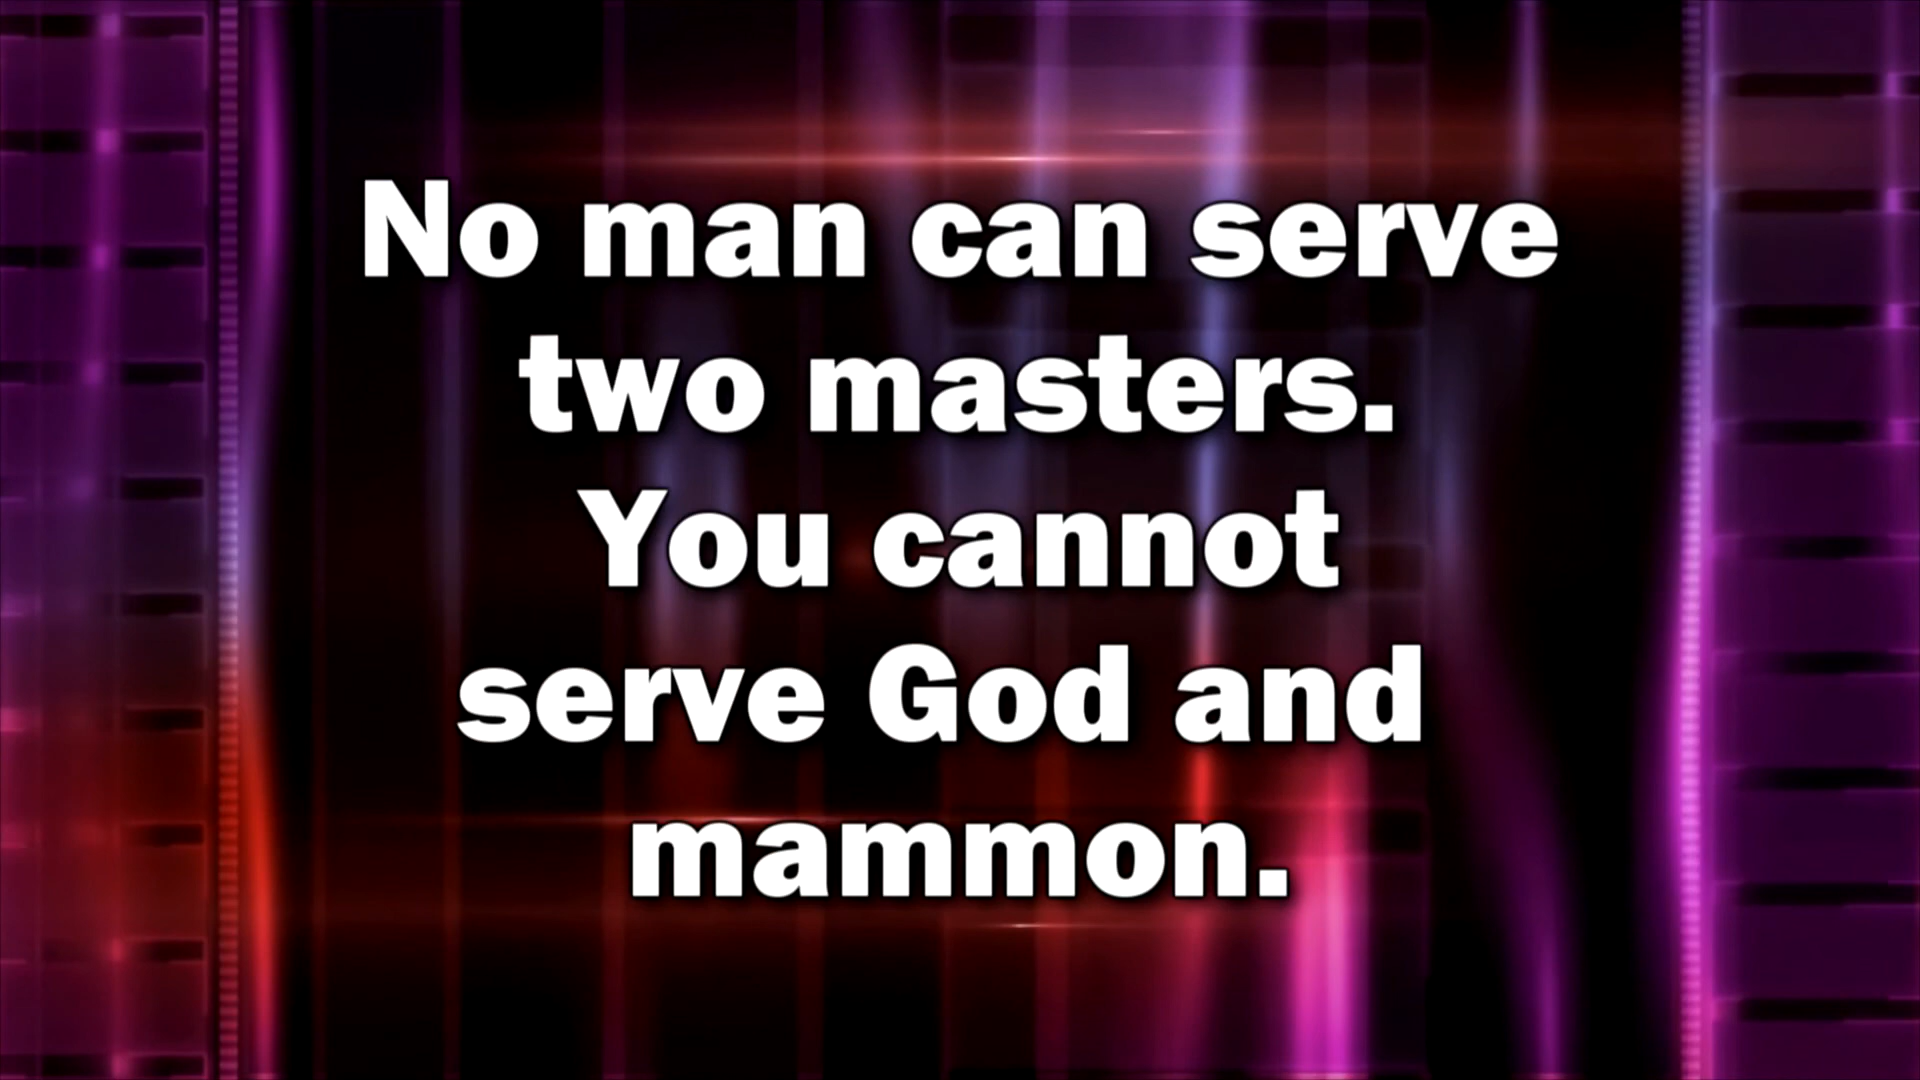 No man can serve
two masters.
You cannot
serve God and
mammon.